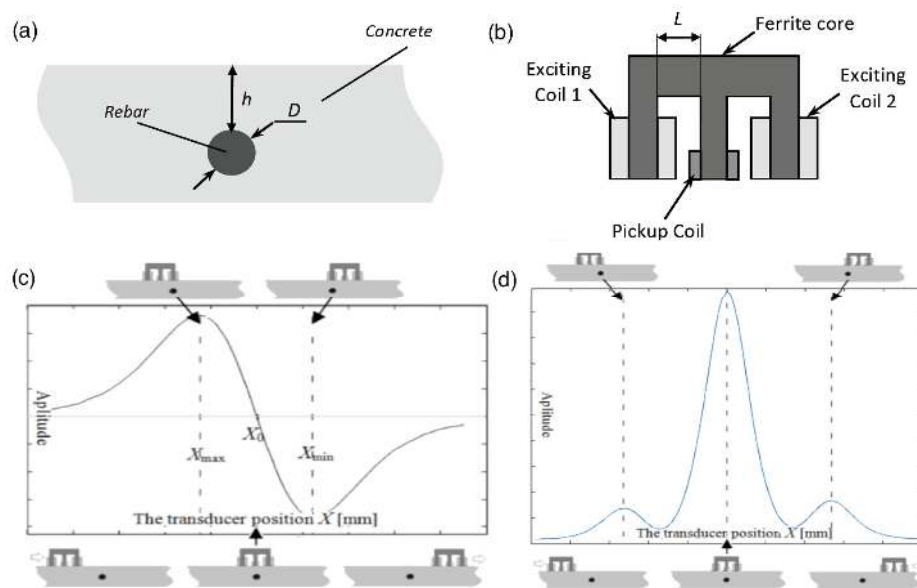 (a)
Concrete
h
D
Rebar
(b)
L
Ferrite core
Exciting
Coil 1
Exciting
Coil 2
Pickup Coil
(c)
Aplitude
X0
Xmax
Xmin
The transducer position X [mm]
(d)
Aplitude
The transducer position X [mm]